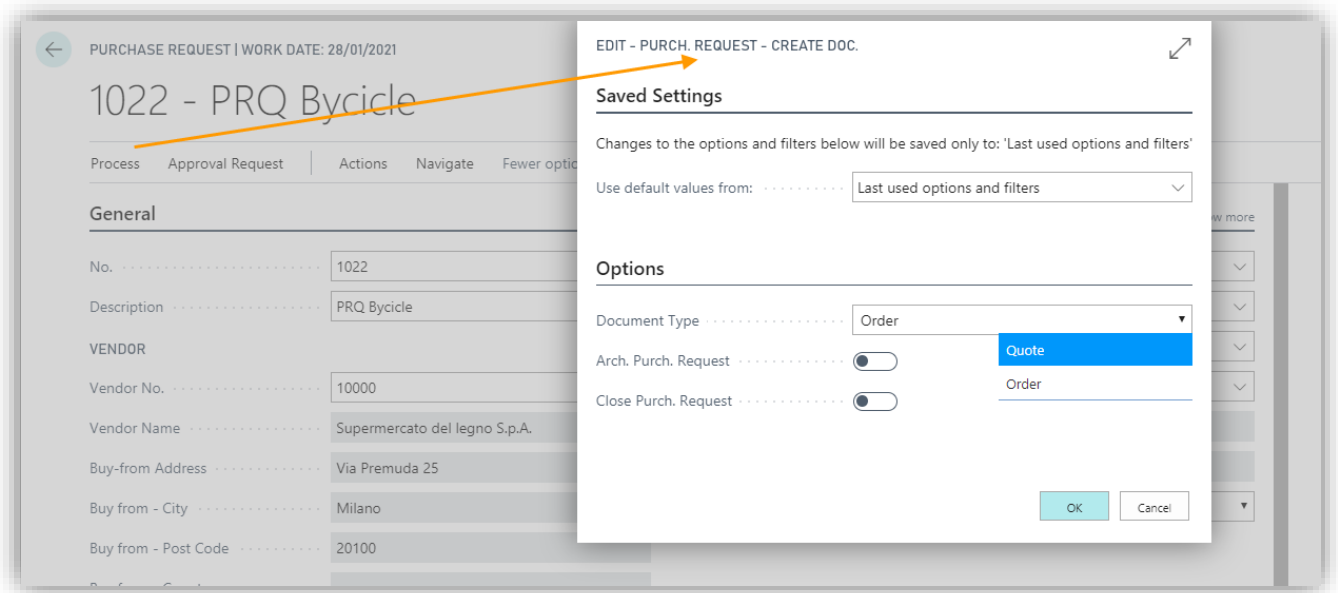 PURCHASE REQUEST | WORK DATE: 28/01/2021
1022 - PRQ Bycicle
Process Approval Request Actions Navigate Fewer optio
General
w more
No. 1022
Description PRQ Bycicle
VENDOR
Vendor No. 10000
Vendor Name Supermercato del legno S.p.A.
Buy-from Address Via Premuda 25
Buy from - City Milano
Buy from - Post Code 20100
EDIT - PURCH. REQUEST - CREATE DOC.
Saved Settings
Changes to the options and filters below will be saved only to: 'Last used options and filters'
Use default values from: Last used options and filters
Options
Document Type Order
Quote
Order
Arch. Purch. Request
Close Purch. Request
OK Cancel